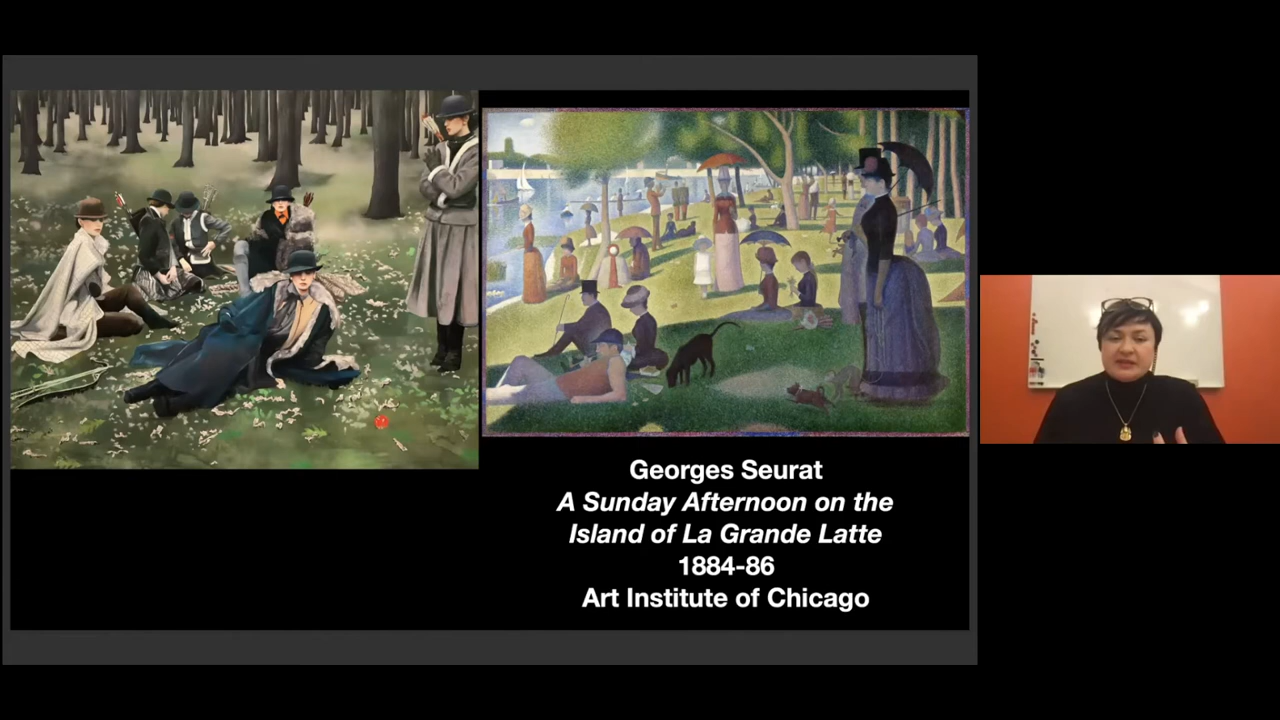 Georges Seurat
A Sunday Afternoon on the
Island of La Grande Latte
1884-86
Art Institute of Chicago